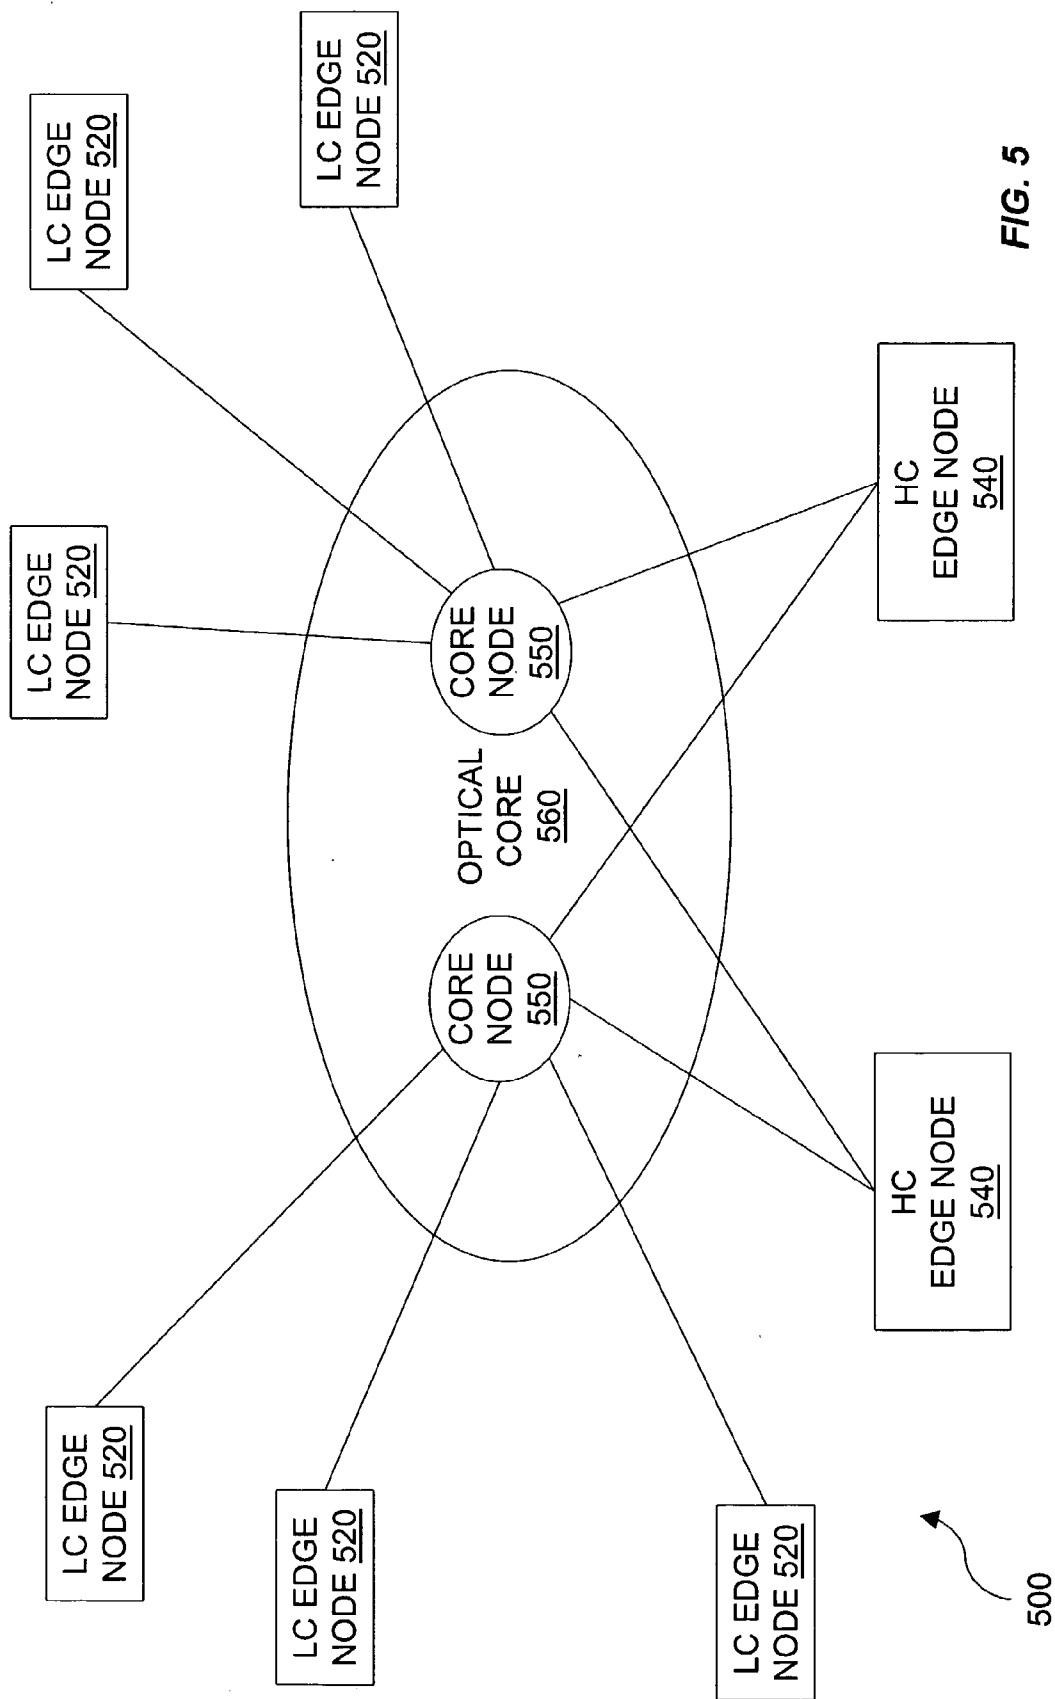 LC EDGE
NODE 520
LC EDGE
NODE 520
LC EDGE
NODE 520
LC EDGE
NODE 520
LC EDGE
NODE 520
LC EDGE
NODE 520
CORE
NODE
550
OPTICAL
CORE
560
CORE
NODE
550
HC
EDGE NODE
540
HC
EDGE NODE
540
500
FIG. 5